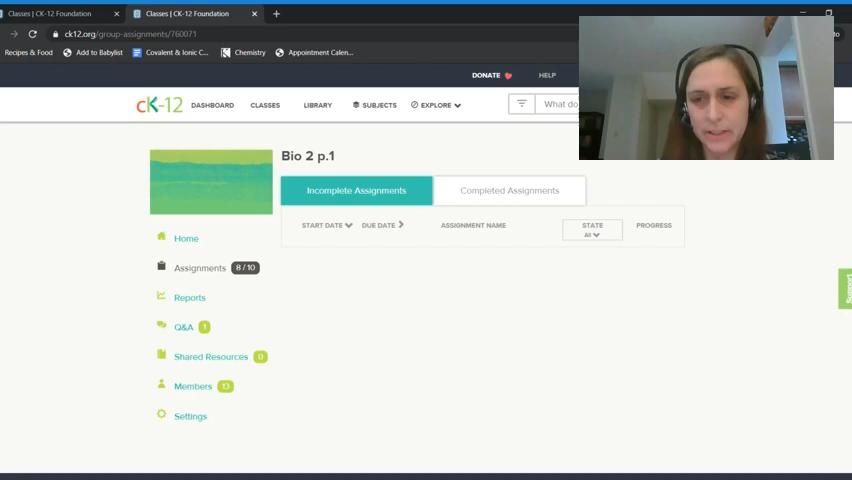 Classes | CK-12 Foundation
Classes | CK-12 Foundation
ck12.org/group-assignments/760071
Recipes & Food
Add to Babylist
Covalent & Ionic C...
Chemistry
Appointment Calen...
DONATE
HELP
cK-12
DASHBOARD
CLASSES
LIBRARY
SUBJECTS
EXPLORE
What do
Bio 2 p.1
Incomplete Assignments
Completed Assignments
START DATE
DUE DATE
ASSIGNMENT NAME
STATE
All
PROGRESS
Home
Assignments 8 / 10
Reports
Q&A 1
Shared Resources 0
Members 13
Settings
Support